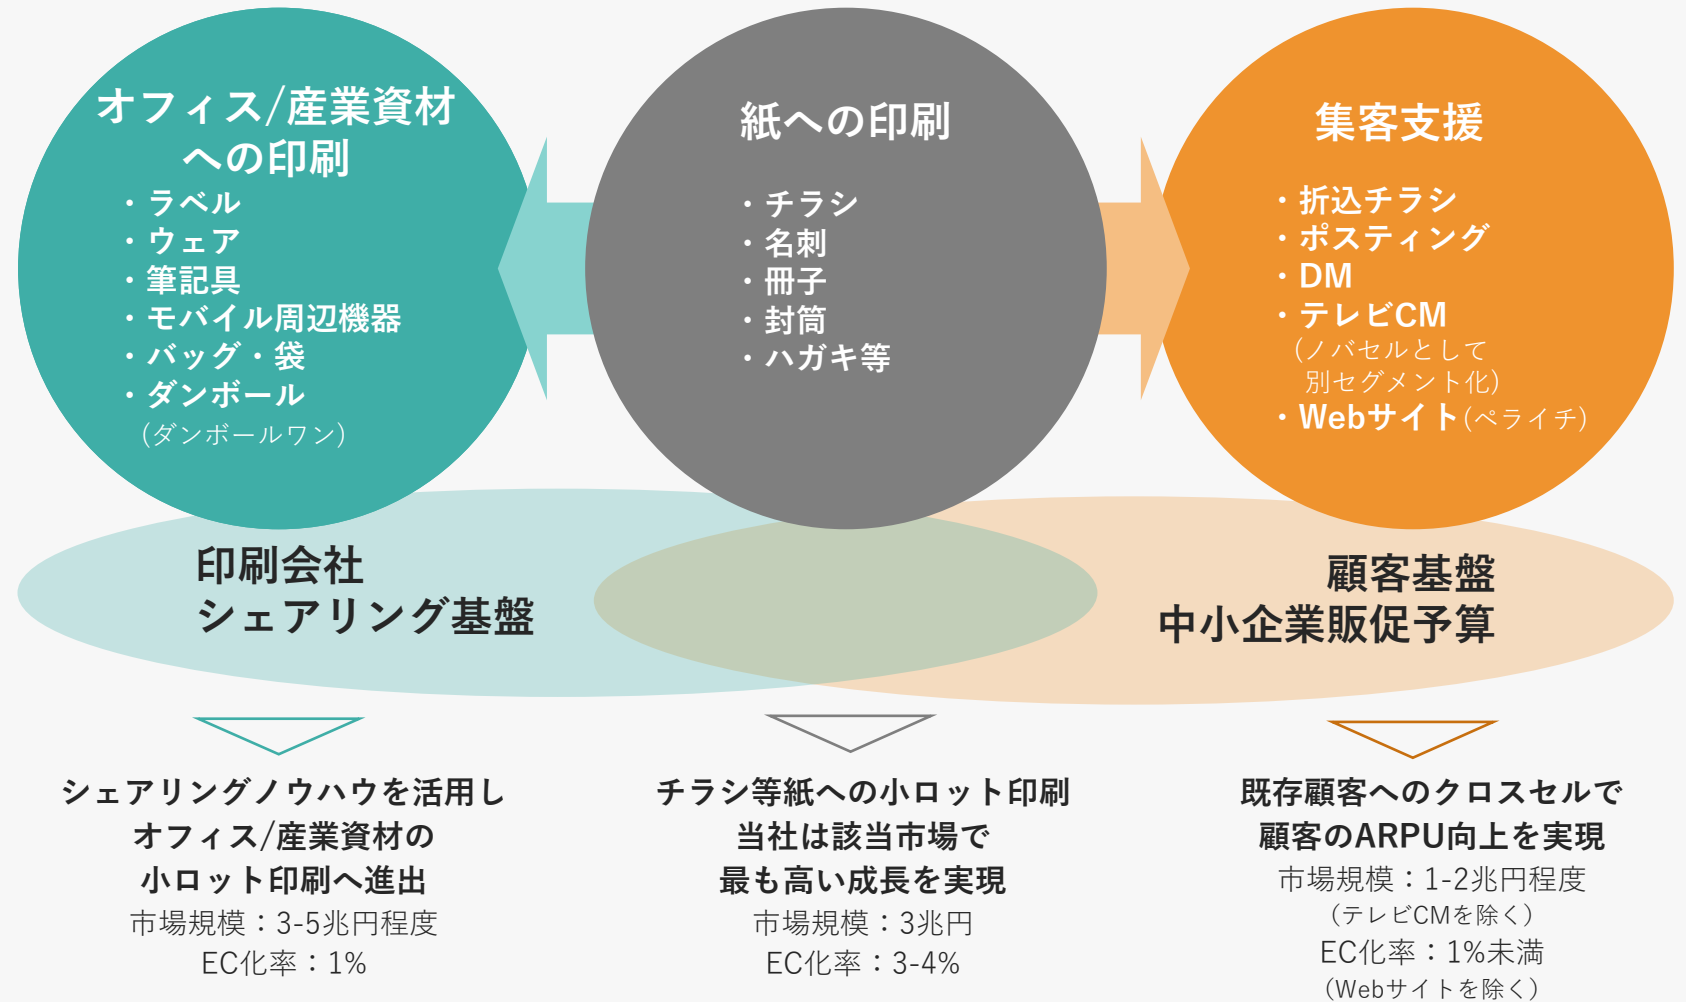 オフィス/産業資材
への印刷
・ラベル
・ウェア
・筆記具
・モバイル周辺機器
・バッグ・袋
・ダンボール
(ダンボールワン)
紙への印刷
・チラシ
・名刺
・冊子
・封筒
・ハガキ等
集客支援
・折込チラシ
・ポスティング
・DM
・テレビCM
(ノバセルとして
別セグメント化)
・Webサイト(ペライチ)
印刷会社
シェアリング基盤
顧客基盤
中小企業販促予算
シェアリングノウハウを活用し
オフィス/産業資材の
小ロット印刷へ進出
市場規模：3-5兆円程度
EC化率：1%
チラシ等紙への小ロット印刷
当社は該当市場で
最も高い成長を実現
市場規模：3兆円
EC化率：3-4%
既存顧客へのクロスセルで
顧客のARPU向上を実現
市場規模：1-2兆円程度
（テレビCMを除く）
EC化率：1%未満
（Webサイトを除く）